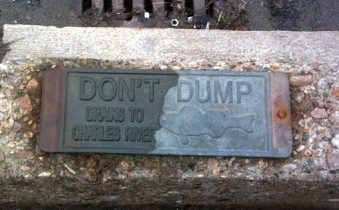 DON'T DUMP
DRAINS TO
CHARLES RIVER